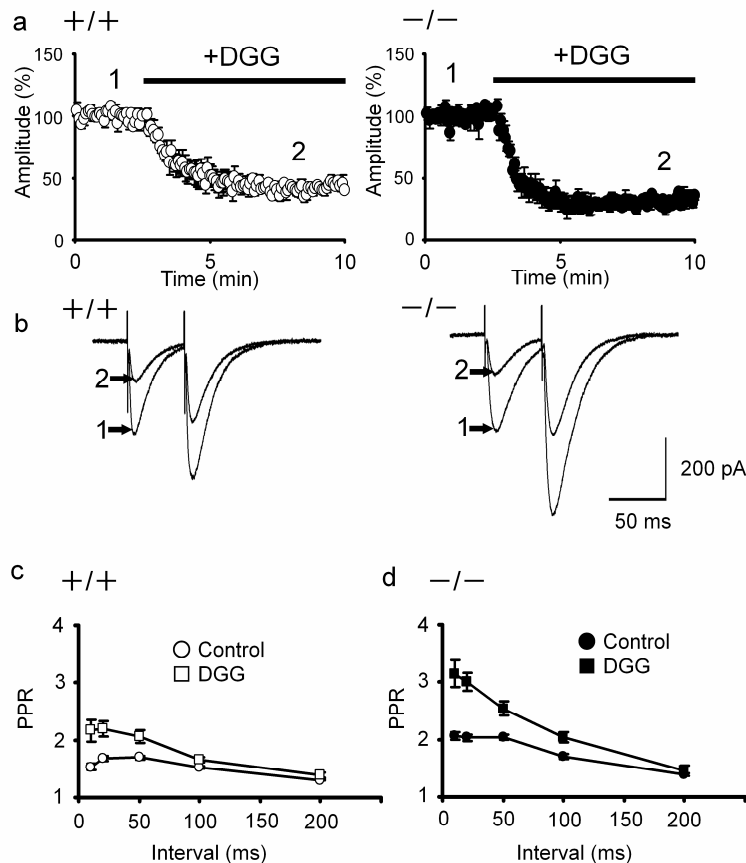 a +/+ −/−
150
100
50
0
Amplitude (%)
1
+DGG
2
0 5 10
Time (min)
150
100
50
0
Amplitude (%)
1
+DGG
2
0 5 10
Time (min)
b +/+ −/−
2
1
2
1
200 pA
50 ms
c +/+
4
3
2
1
PPR
Control
DGG
0 50 100 150 200
Interval (ms)
d −/−
4
3
2
1
PPR
Control
DGG
0 50 100 150 200
Interval (ms)